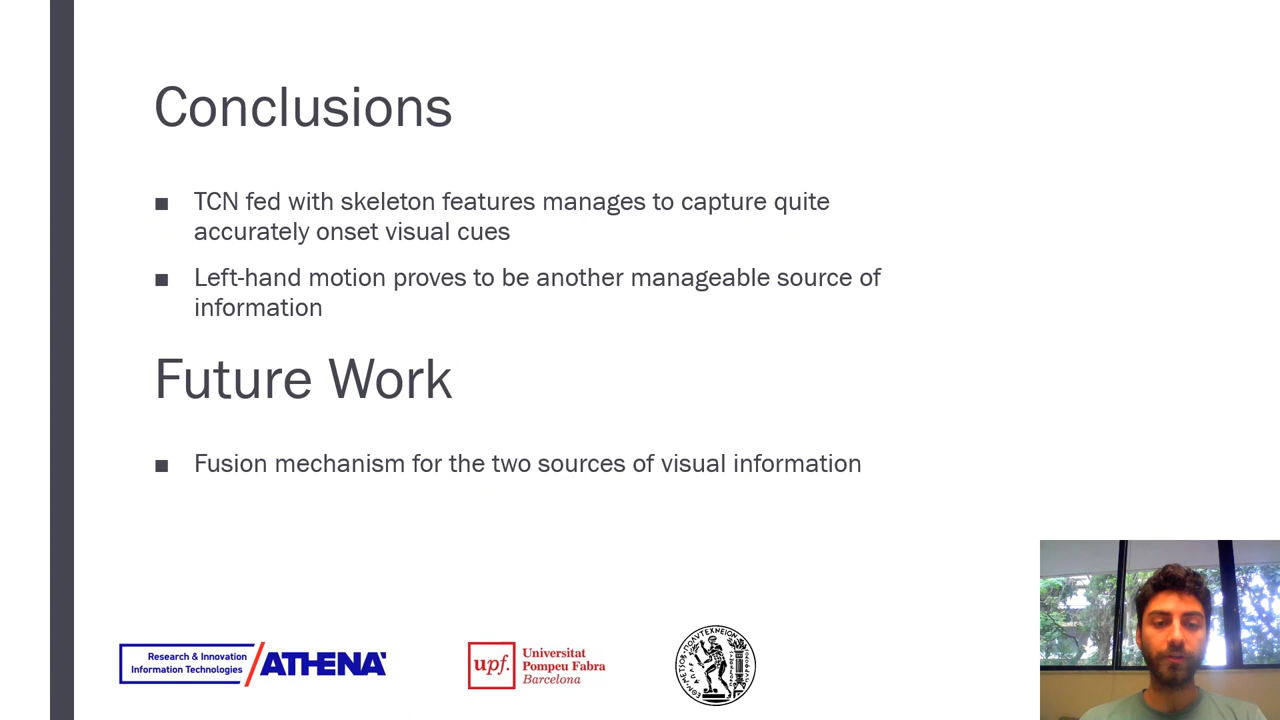 Conclusions
■ TCN fed with skeleton features manages to capture quite
accurately onset visual cues
■ Left-hand motion proves to be another manageable source of
information
Future Work
■ Fusion mechanism for the two sources of visual information
Research & Innovation
Information Technologies
ATHENA
upf.
Universitat
Pompeu Fabra
Barcelona